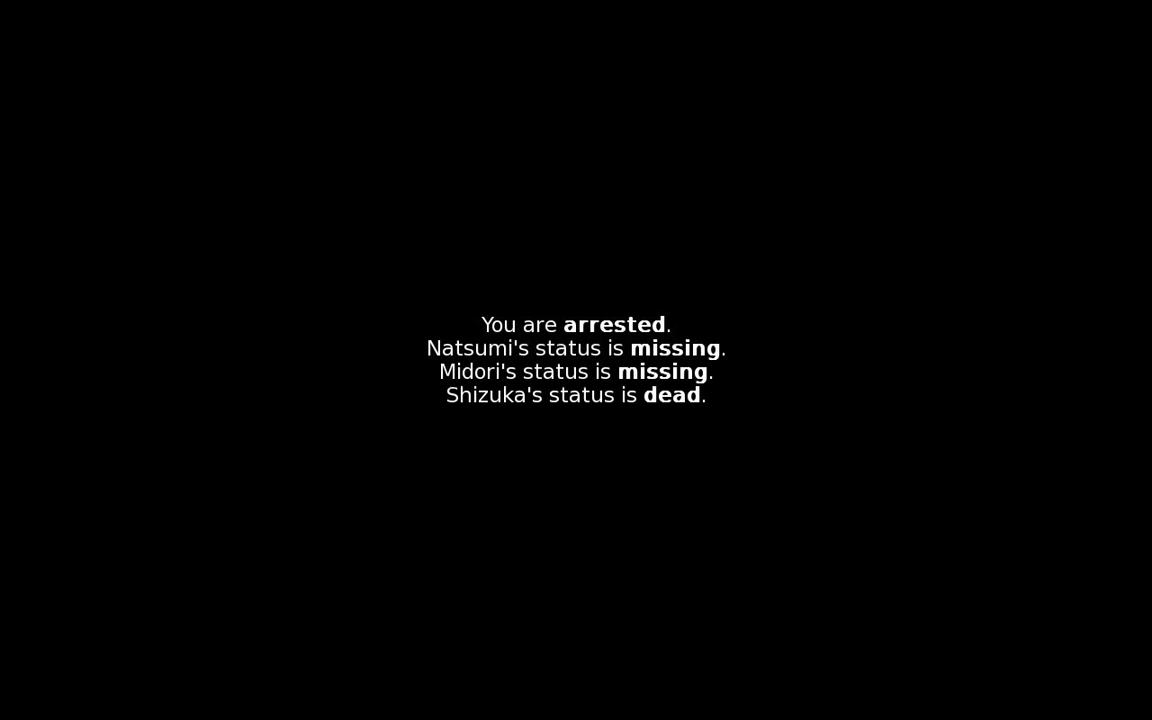 You are arrested.
Natsumi's status is missing.
Midori's status is missing.
Shizuka's status is dead.